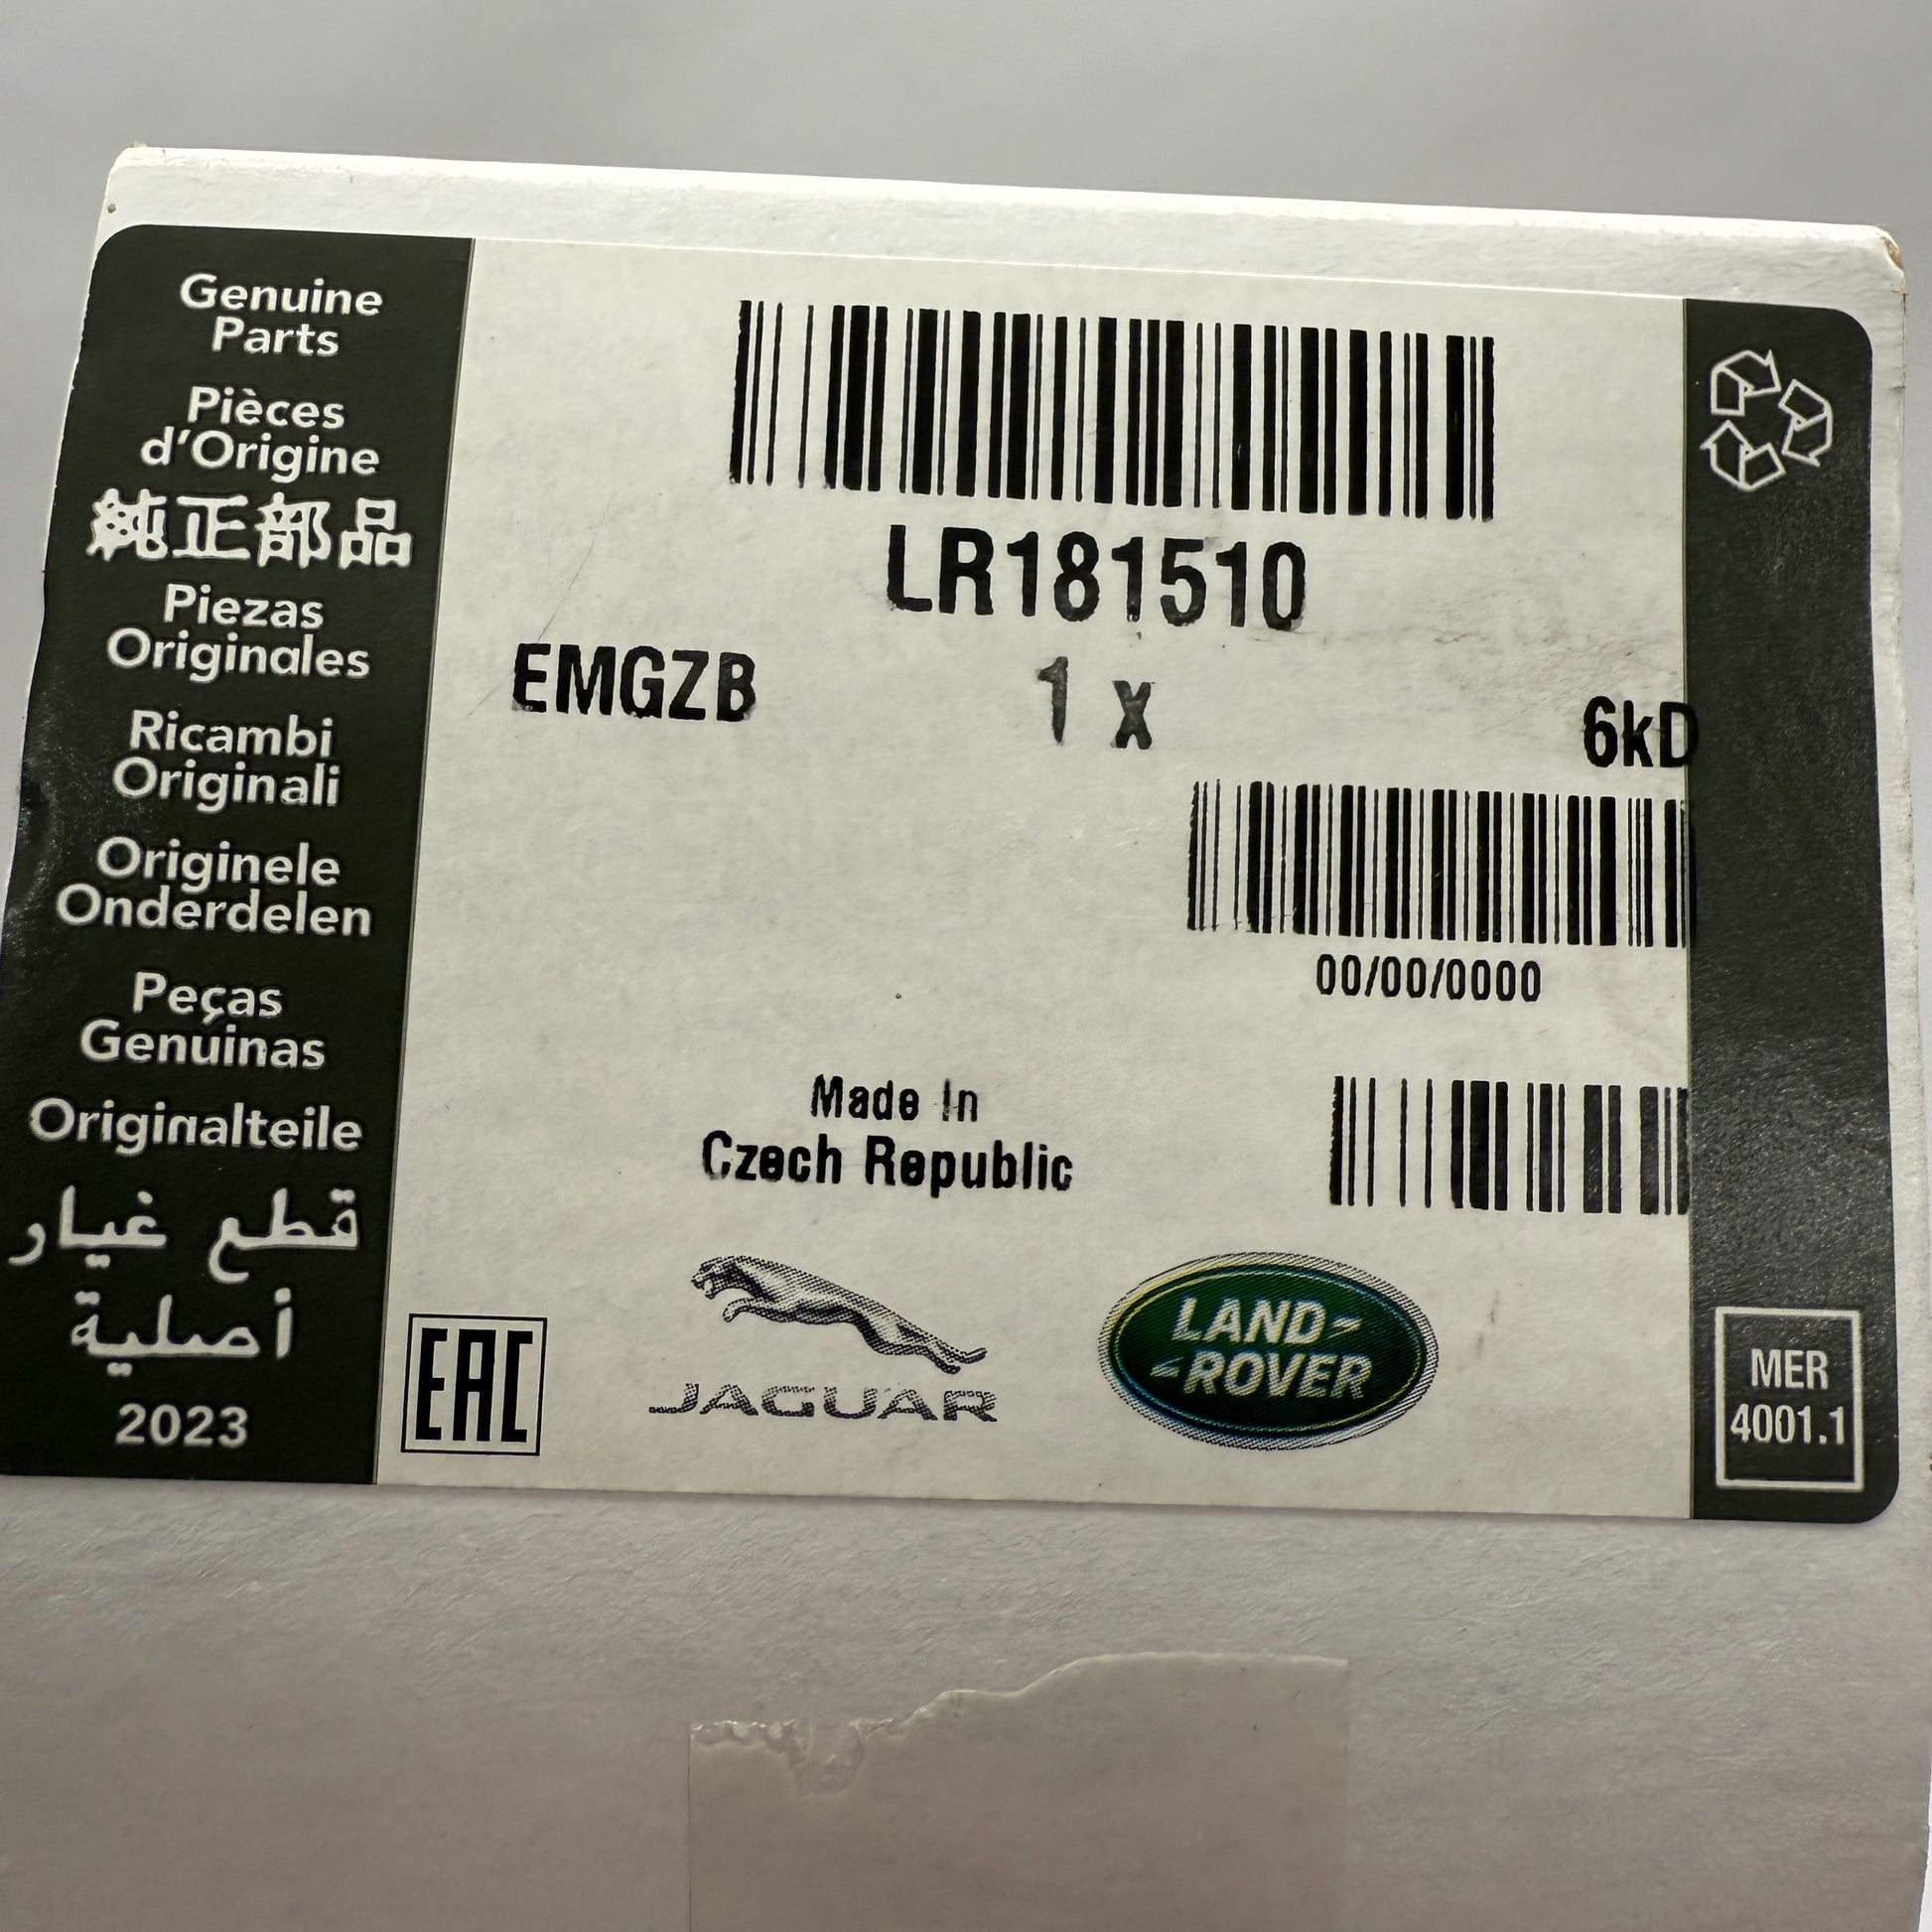 Genuine
Parts
Pièces
d'Origine
純正部品
Piezas
Originales
Ricambi
Originali
Originele
Onderdelen
Peças
Genuinas
Originalteile
قطع غيار
أصلية
2023
LR181510
EMGZB 1 x 6kD
00/00/0000
Made In
Czech Republic
EAC
JAGUAR
LAND-
-ROVER
MER
4001.1